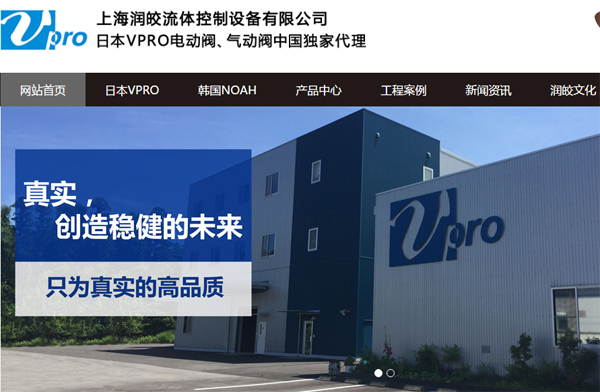 Vpro
上海润皎流体控制设备有限公司
日本VPRO电动阀、气动阀中国独家代理
网站首页 日本VPRO 韩国NOAH 产品中心 工程案例 新闻资讯 润皎文化
真实，
创造稳健的未来
只为真实的高品质
Vpro